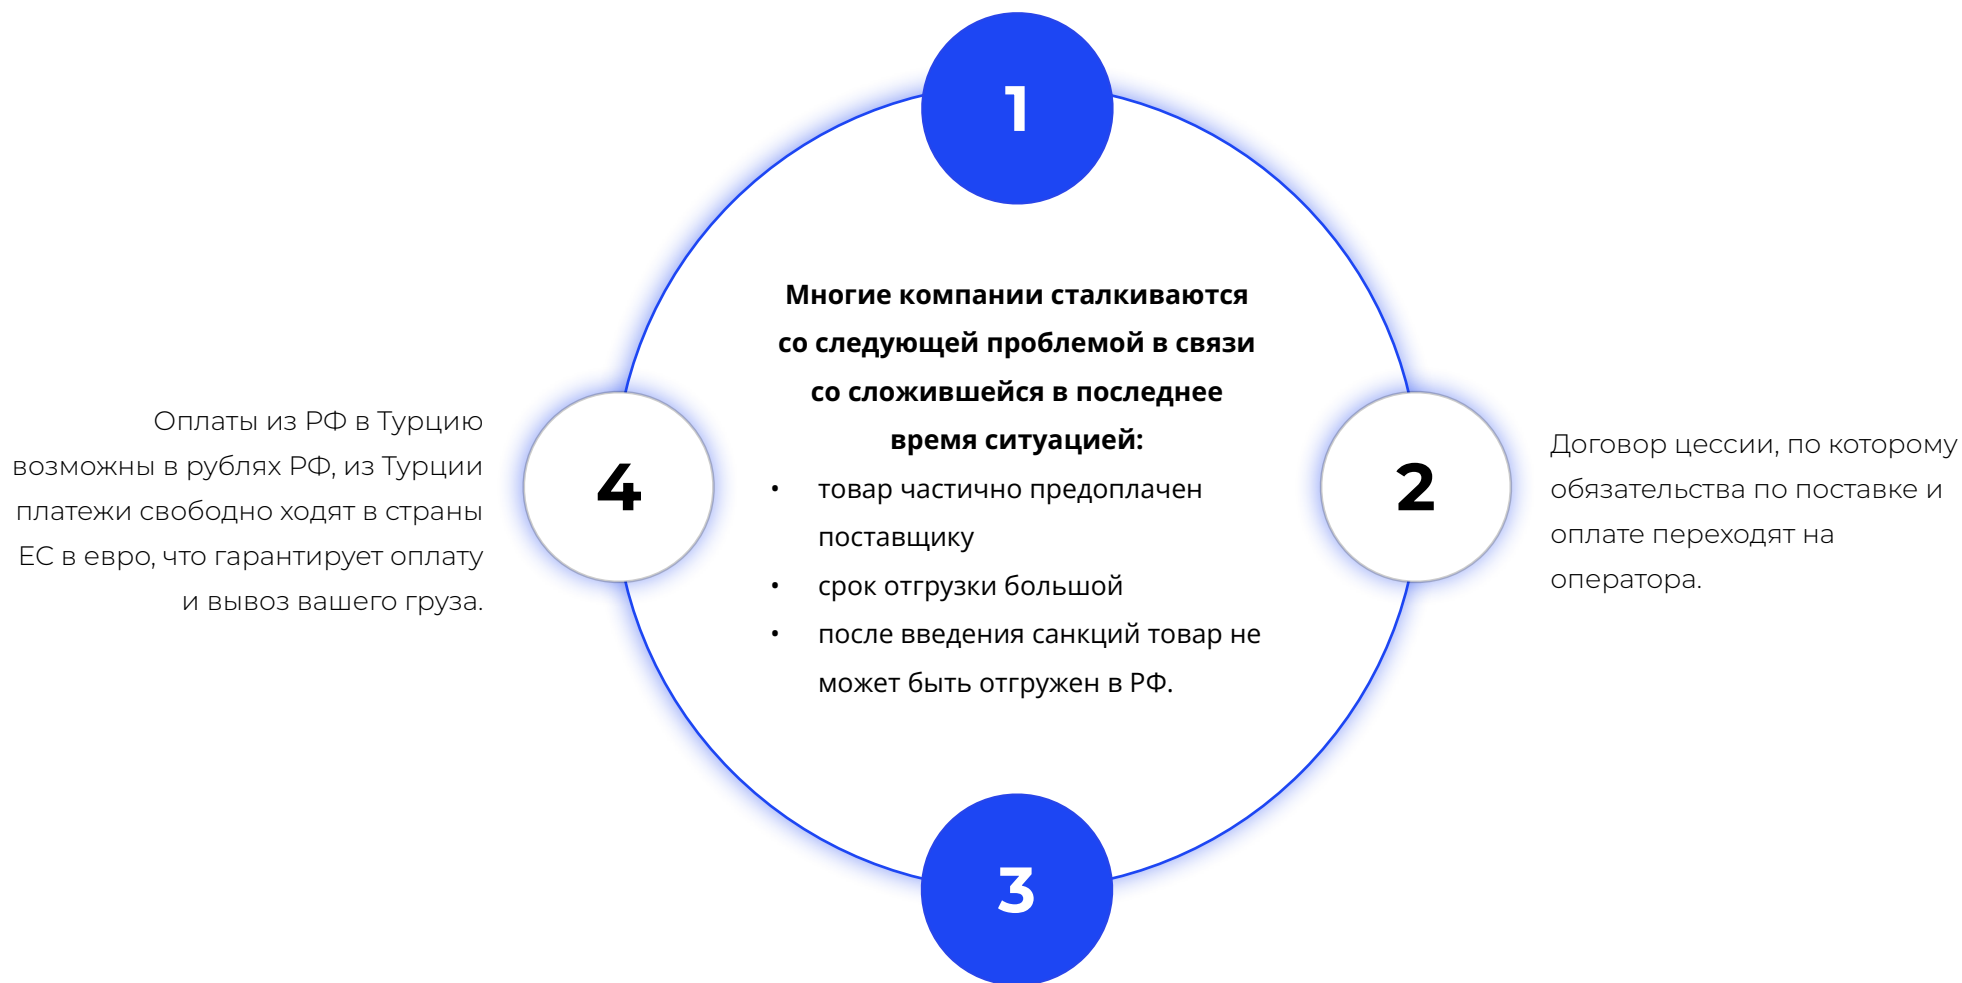 1
Многие компании сталкиваются
со следующей проблемой в связи
со сложившейся в последнее
время ситуацией:
• товар частично предоплачен
поставщику
• срок отгрузки большой
• после введения санкций товар не
может быть отгружен в РФ.
2
Договор цессии, по которому
обязательства по поставке и
оплате переходят на
оператора.
3
4
Оплаты из РФ в Турцию
возможны в рублях РФ, из Турции
платежи свободно ходят в страны
ЕС в евро, что гарантирует оплату
и вывоз вашего груза.